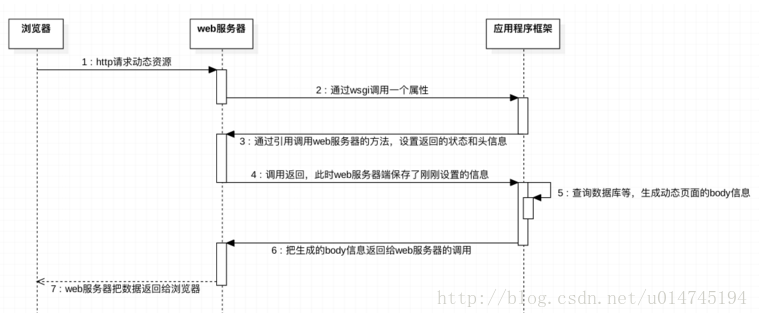 浏览器
web服务器
应用程序框架
1：http请求动态资源
2：通过wsgi调用一个属性
3：通过引用调用web服务器的方法，设置返回的状态和头信息
4：调用返回，此时web服务器端保存了刚刚设置的信息
5：查询数据库等，生成动态页面的body信息
6：把生成的body信息返回给web服务器的调用
7：web服务器把数据返回给浏览器
http://blog.csdn.net/u014745194